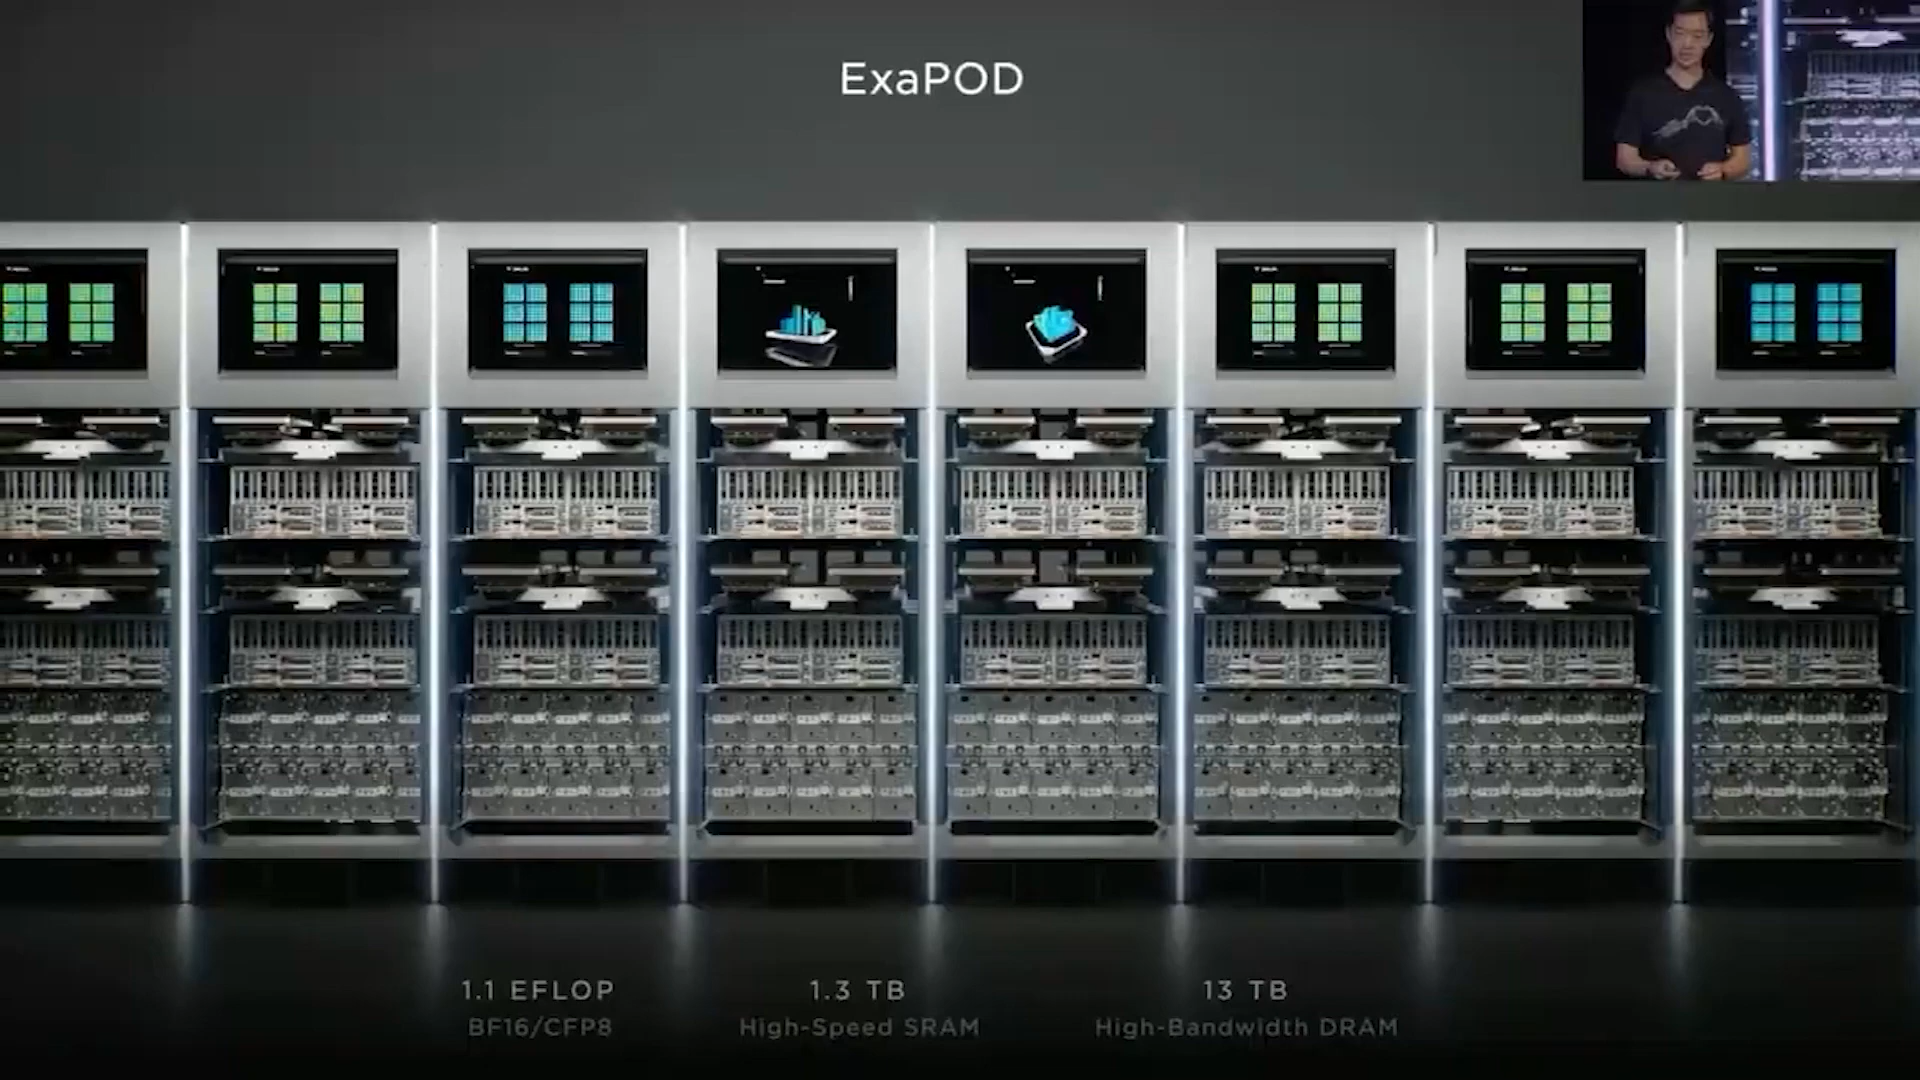 ExaPOD
1.1 EFLOP
BF16/CFP8
1.3 TB
High-Speed SRAM
13 TB
High-Bandwidth DRAM